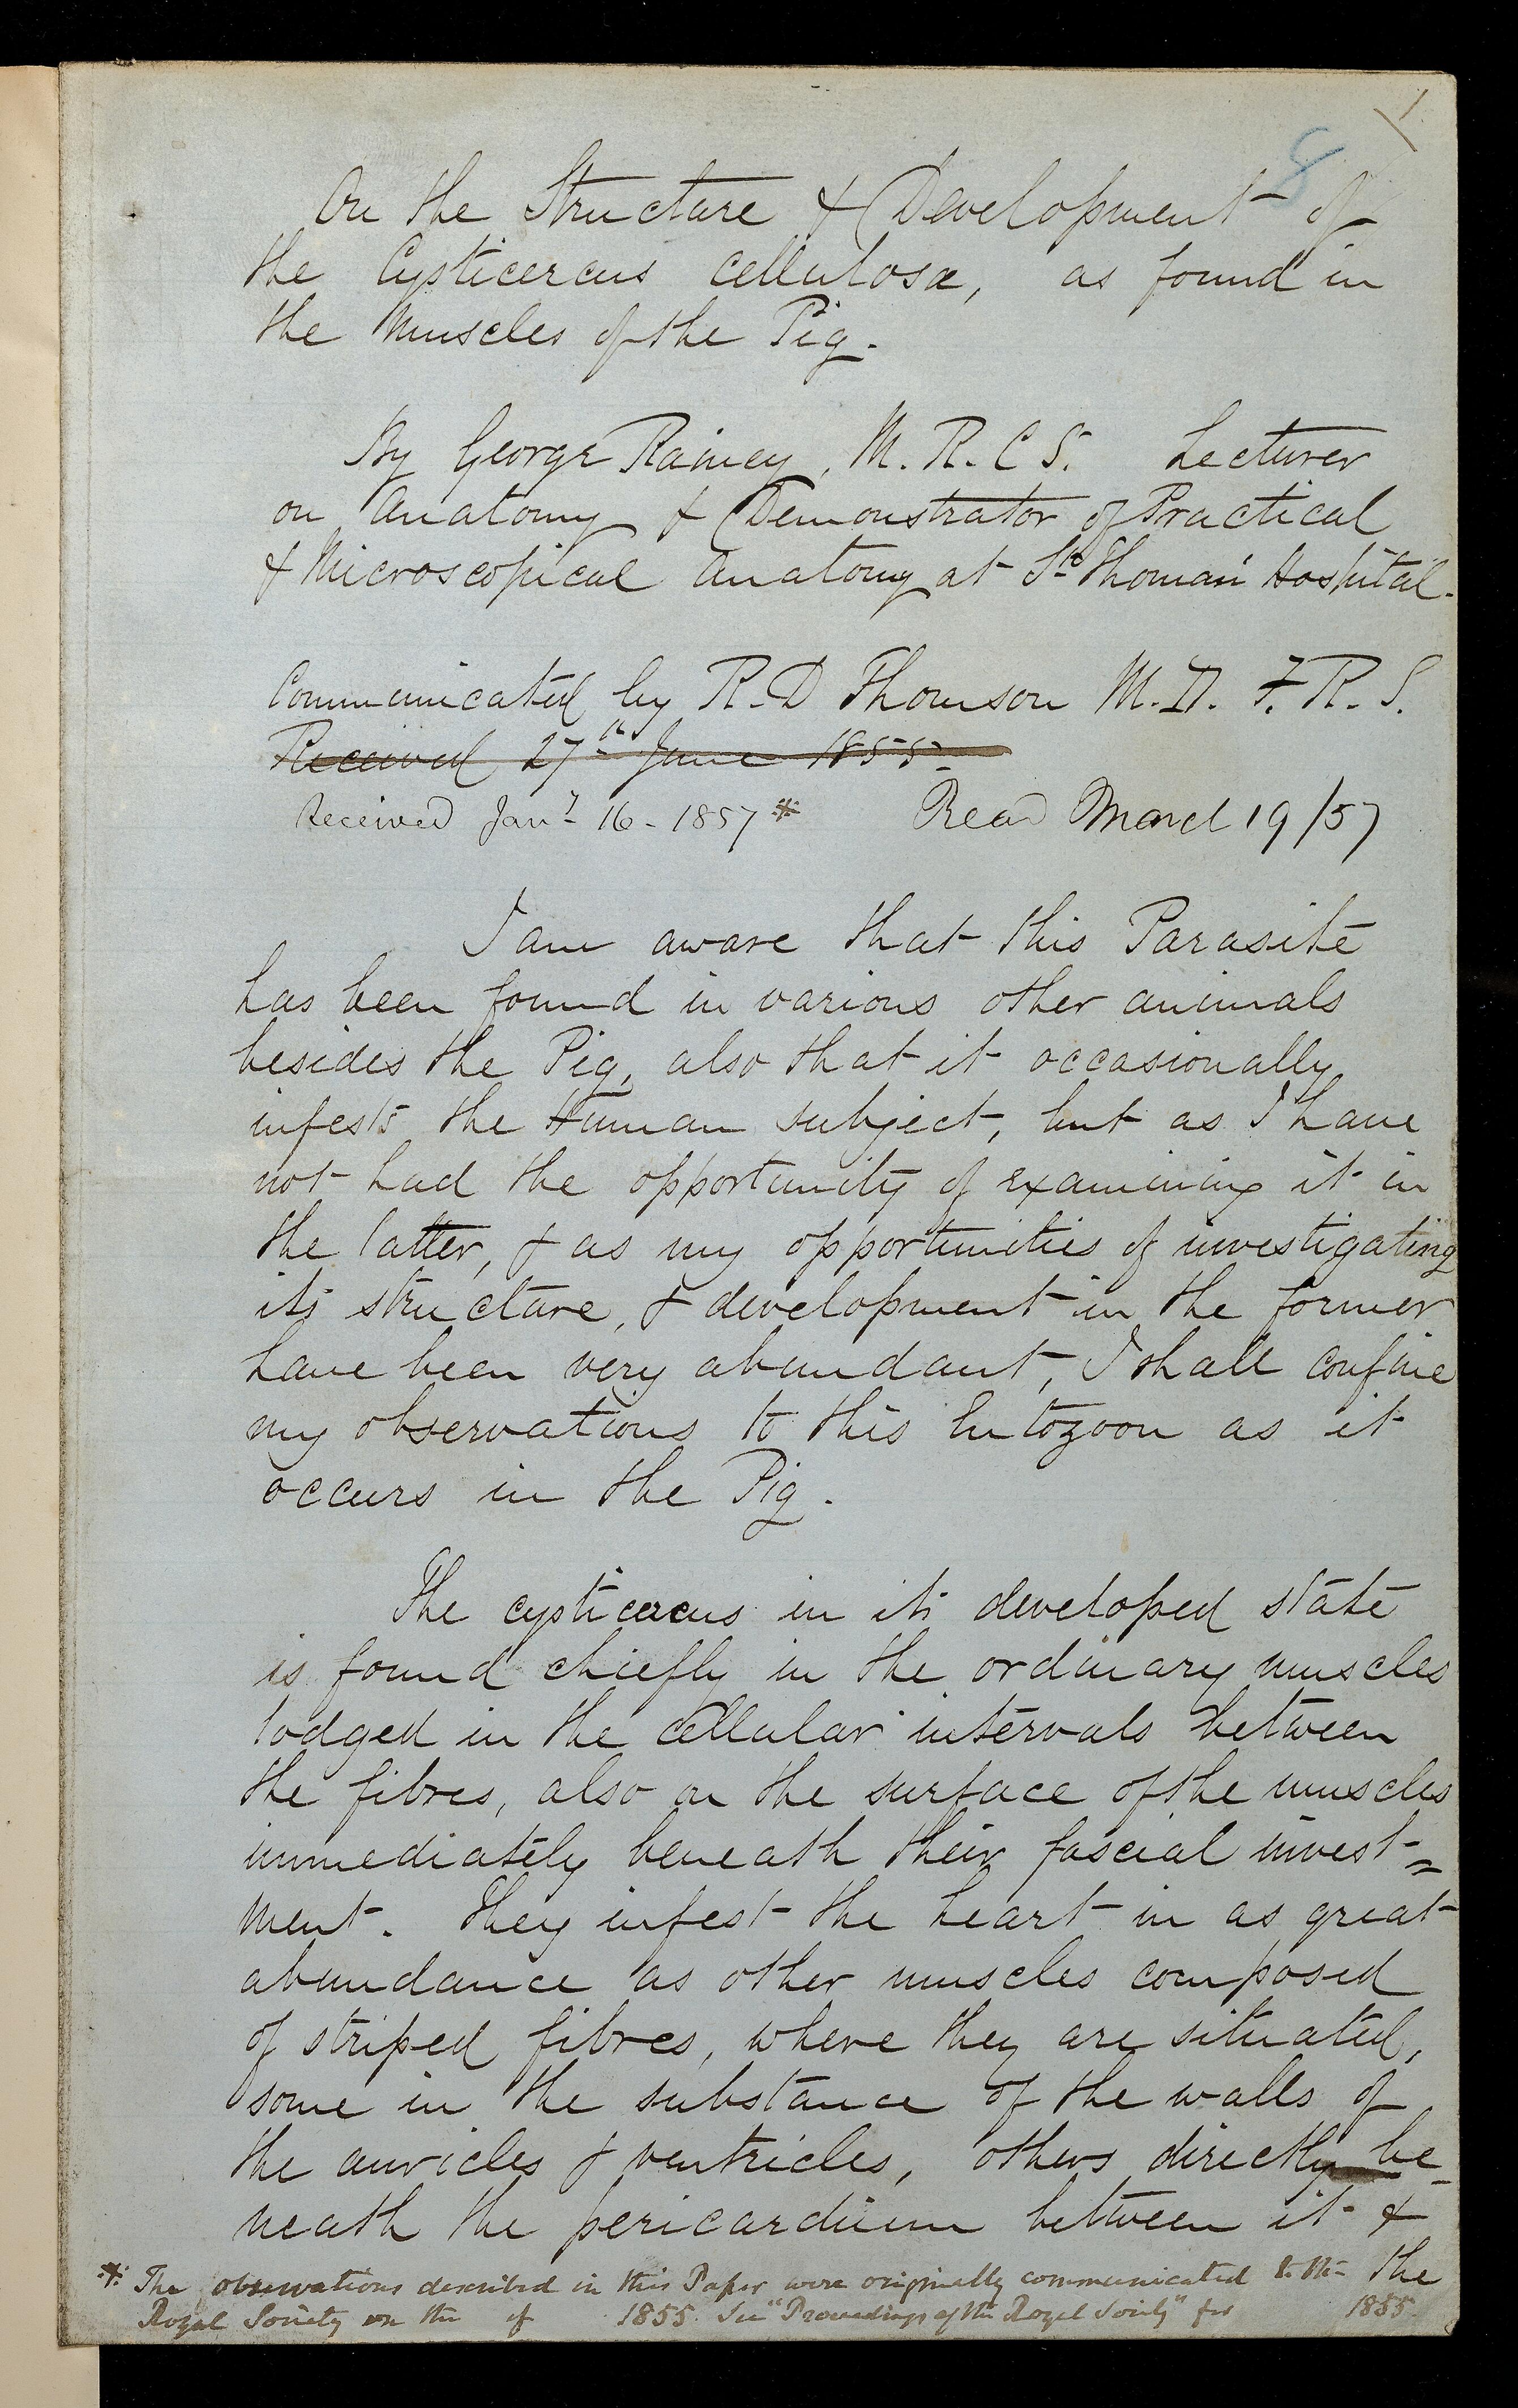 1
8
On the Structure & Development of
the Cysticercus cellulosæ, as found in
the Muscles of the Pig.
By George Rainey, M. R. C S. Lecturer
on Anatomy & Demonstrator of Practical
& Microscopical Anatomy at St Thomas' Hospital.
Communicated by R. D Thomson M. D. F. R. S.
Received 27th June 1855
Received Jany 16 - 1857 * Read March 19/57
I am aware that this Parasite
has been found in various other animals
besides the Pig, also that it occasionally
infests the Human subject, but as I have
not had the opportunity of examining it in
the latter, & as my opportunities of investigating
its structure, & development in the former
have been very abundant, I shall confine
my observations to this Entozoon as it
occurs in the Pig.
The cysticercus in its developed state
is found chiefly in the ordinary muscles
lodged in the cellular intervals between
the fibres, also on the surface of the muscles
immediately beneath their fascial invest=
ment. They infest the heart in as great
abundance as other muscles composed
of striped fibres, where they are situated,
some in the substance of the walls of
the auricles & ventricles, others directly be-
neath the pericardium between it &
the
* The observations described in this Paper were originally communicated to the
Royal Society on the of 1855. See "Proceedings of the Royal Society" for 1855.